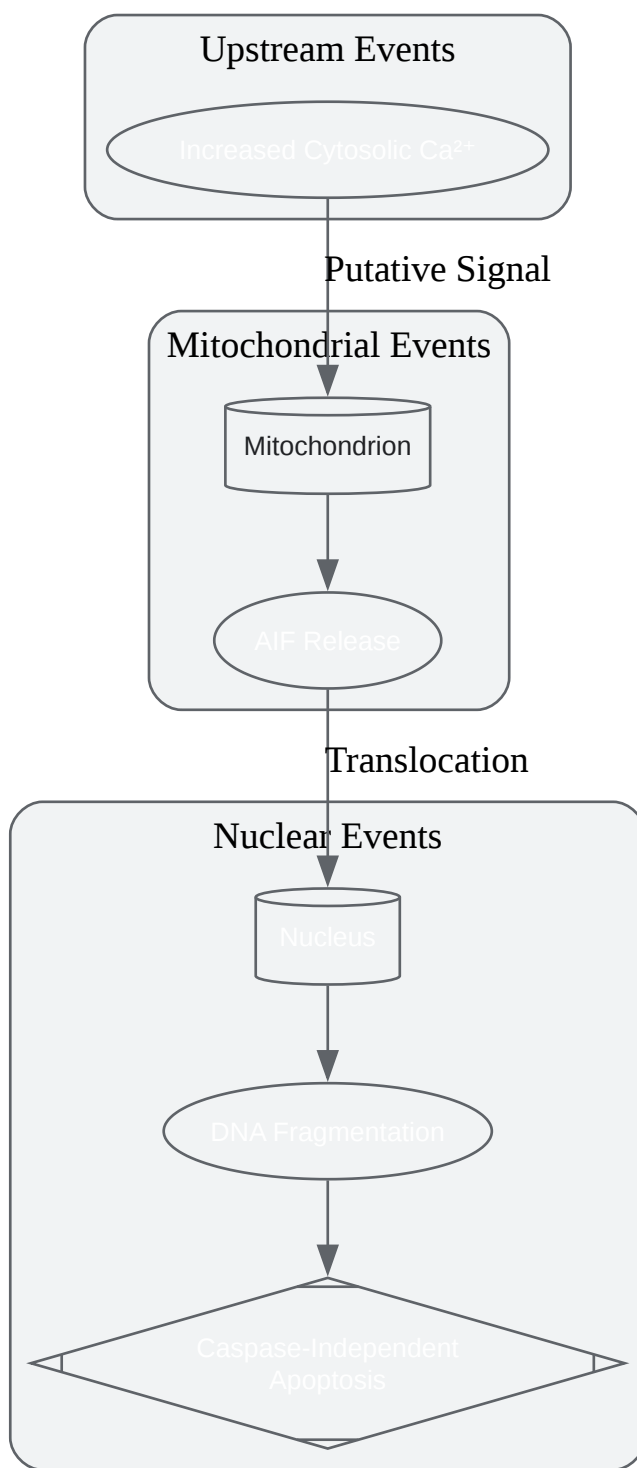 Upstream Events
Increased Cytosolic Ca²⁺
Putative Signal
Mitochondrial Events
Mitochondrion
AIF Release
Translocation
Nuclear Events
Nucleus
DNA Fragmentation
Caspase-Independent
Apoptosis